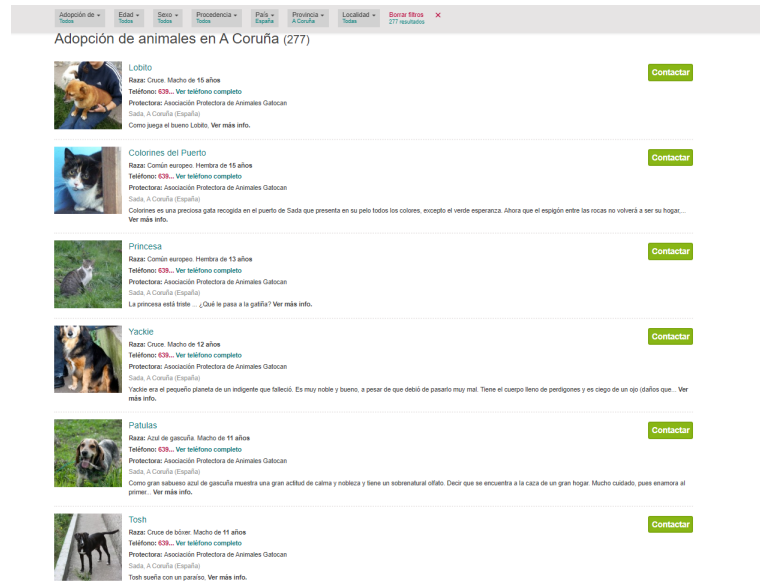 Adopción de Edad Sexo Procedencia País Provincia Localidad Borrar filtros ×
Todos Todos Todos Todos España A Coruña Todas 277 resultados
Adopción de animales en A Coruña (277)
Lobito
Contactar
Raza: Cruce. Macho de 15 años
Teléfono: 639... Ver teléfono completo
Protectora: Asociación Protectora de Animales Gatocan
Sada, A Coruña (España)
Como juega el bueno Lobito, Ver más info.
Colorines del Puerto
Contactar
Raza: Común europeo. Hembra de 15 años
Teléfono: 639... Ver teléfono completo
Protectora: Asociación Protectora de Animales Gatocan
Sada, A Coruña (España)
Colorines es una preciosa gata recogida en el puerto de Sada que presenta en su pelo todos los colores, excepto el verde esperanza. Ahora que el espigón entre las rocas no volverá a ser su hogar,...
Ver más info.
Princesa
Contactar
Raza: Común europeo. Hembra de 13 años
Teléfono: 639... Ver teléfono completo
Protectora: Asociación Protectora de Animales Gatocan
Sada, A Coruña (España)
La princesa está triste ... ¿Qué le pasa a la gatiña? Ver más info.
Yackie
Contactar
Raza: Cruce. Macho de 12 años
Teléfono: 639... Ver teléfono completo
Protectora: Asociación Protectora de Animales Gatocan
Sada, A Coruña (España)
Yackie era el pequeño planeta de un indigente que falleció. Es muy noble y bueno, a pesar de que debió de pasarlo muy mal. Tiene el cuerpo lleno de perdigones y es ciego de un ojo (daños que... Ver
más info.
Patulas
Contactar
Raza: Azul de gascuña. Macho de 11 años
Teléfono: 639... Ver teléfono completo
Protectora: Asociación Protectora de Animales Gatocan
Sada, A Coruña (España)
Como gran sabueso azul de gascuña muestra una gran actitud de calma y nobleza y tiene un sobrenatural olfato. Decir que se encuentra a la caza de un gran hogar. Mucho cuidado, pues enamora al
primer... Ver más info.
Tosh
Contactar
Raza: Cruce de bóxer. Macho de 11 años
Teléfono: 639... Ver teléfono completo
Protectora: Asociación Protectora de Animales Gatocan
Sada, A Coruña (España)
Tosh sueña con un paraíso, Ver más info.